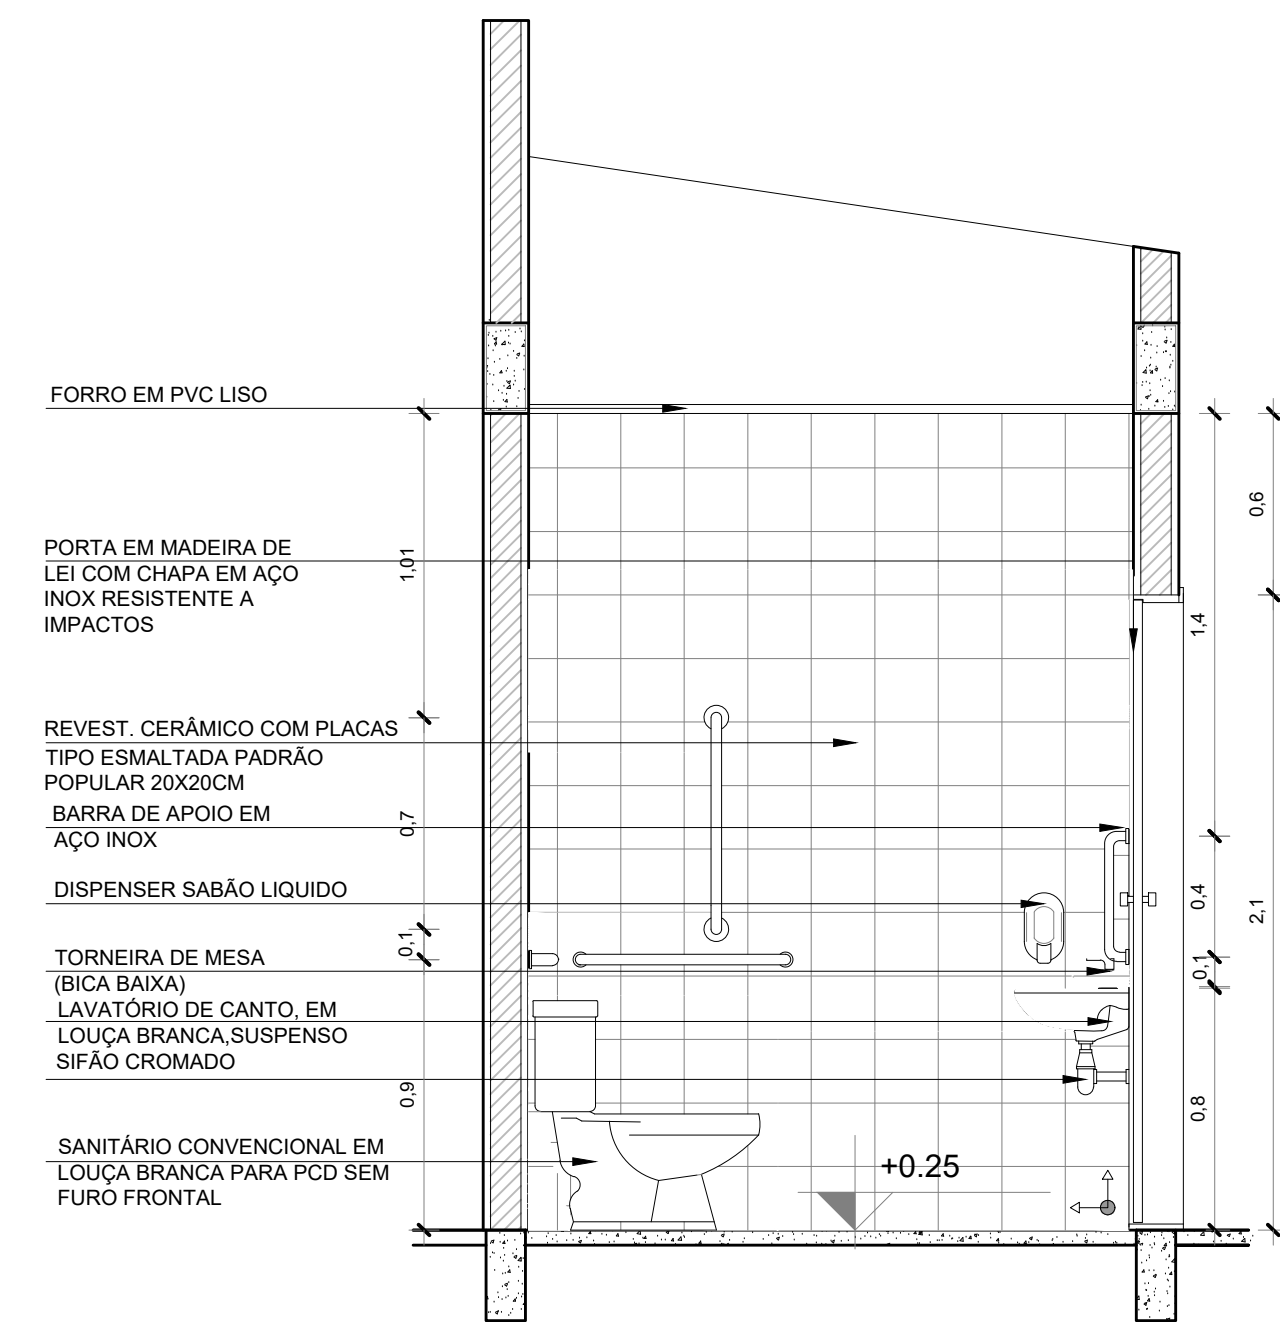 FORRO EM PVC LISO
0,6
PORTA EM MADEIRA DE
LEI COM CHAPA EM AÇO
INOX RESISTENTE A
IMPACTOS
1,01
1,4
REVEST. CERÂMICO COM PLACAS
TIPO ESMALTADA PADRÃO
POPULAR 20X20CM
BARRA DE APOIO EM
AÇO INOX
0,7
DISPENSER SABÃO LIQUIDO
0,4
2,1
0,1
TORNEIRA DE MESA
(BICA BAIXA)
0,1
LAVATÓRIO DE CANTO, EM
LOUÇA BRANCA,SUSPENSO
SIFÃO CROMADO
0,9
0,8
SANITÁRIO CONVENCIONAL EM
LOUÇA BRANCA PARA PCD SEM
FURO FRONTAL
+0.25